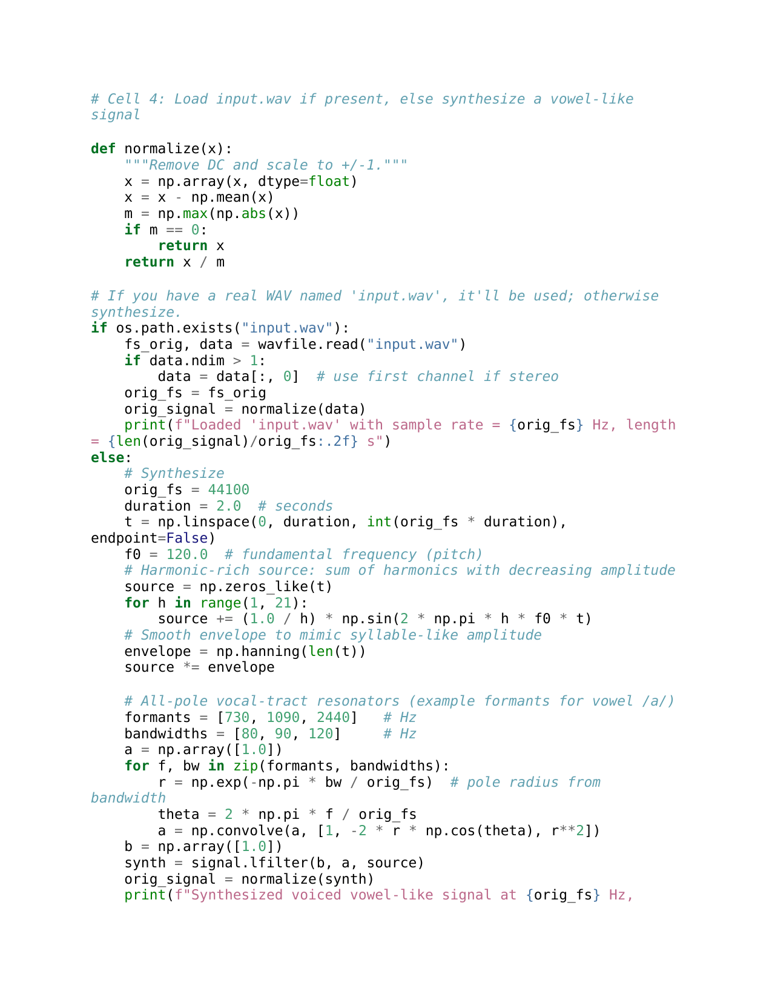 # Cell 4: Load input.wav if present, else synthesize a vowel-like
signal

def normalize(x):
    """Remove DC and scale to +/-1."""
    x = np.array(x, dtype=float)
    x = x - np.mean(x)
    m = np.max(np.abs(x))
    if m == 0:
        return x
    return x / m

# If you have a real WAV named 'input.wav', it'll be used; otherwise
synthesize.
if os.path.exists("input.wav"):
    fs_orig, data = wavfile.read("input.wav")
    if data.ndim > 1:
        data = data[:, 0]  # use first channel if stereo
    orig_fs = fs_orig
    orig_signal = normalize(data)
    print(f"Loaded 'input.wav' with sample rate = {orig_fs} Hz, length
= {len(orig_signal)/orig_fs:.2f} s")
else:
    # Synthesize
    orig_fs = 44100
    duration = 2.0  # seconds
    t = np.linspace(0, duration, int(orig_fs * duration),
endpoint=False)
    f0 = 120.0  # fundamental frequency (pitch)
    # Harmonic-rich source: sum of harmonics with decreasing amplitude
    source = np.zeros_like(t)
    for h in range(1, 21):
        source += (1.0 / h) * np.sin(2 * np.pi * h * f0 * t)
    # Smooth envelope to mimic syllable-like amplitude
    envelope = np.hanning(len(t))
    source *= envelope

    # All-pole vocal-tract resonators (example formants for vowel /a/)
    formants = [730, 1090, 2440]   # Hz
    bandwidths = [80, 90, 120]     # Hz
    a = np.array([1.0])
    for f, bw in zip(formants, bandwidths):
        r = np.exp(-np.pi * bw / orig_fs)  # pole radius from
bandwidth
        theta = 2 * np.pi * f / orig_fs
        a = np.convolve(a, [1, -2 * r * np.cos(theta), r**2])
    b = np.array([1.0])
    synth = signal.lfilter(b, a, source)
    orig_signal = normalize(synth)
    print(f"Synthesized voiced vowel-like signal at {orig_fs} Hz,